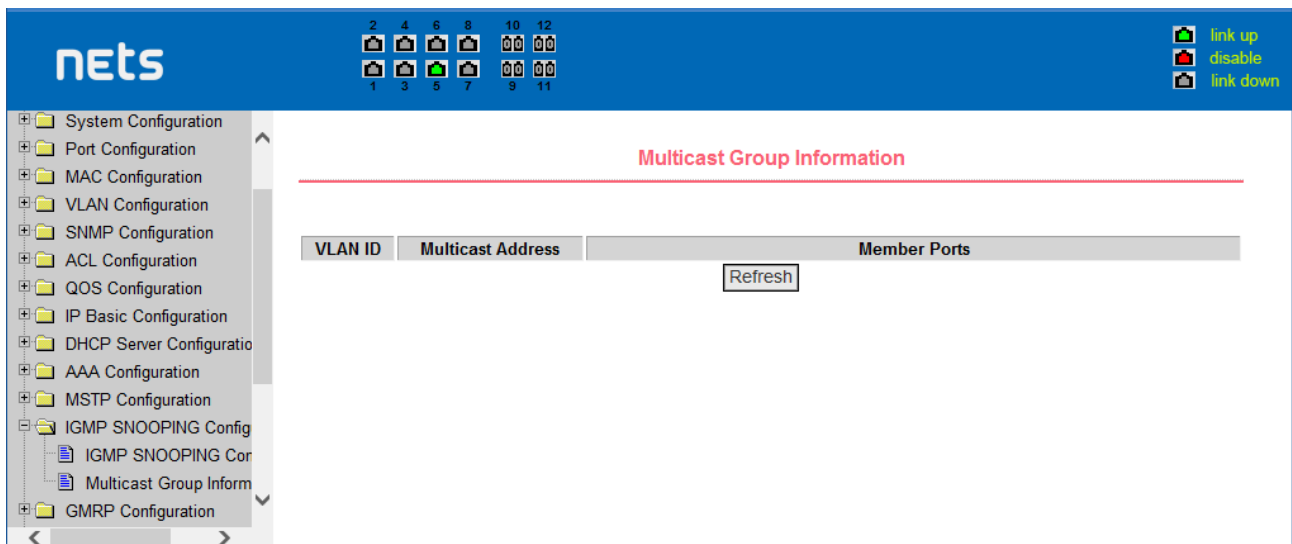 nets
2 4 6 8 10 12
1 3 5 7 9 11
link up
disable
link down
System Configuration
Port Configuration
MAC Configuration
VLAN Configuration
SNMP Configuration
ACL Configuration
QOS Configuration
IP Basic Configuration
DHCP Server Configuratio
AAA Configuration
MSTP Configuration
IGMP SNOOPING Config
IGMP SNOOPING Con
Multicast Group Inform
GMRP Configuration
Multicast Group Information
VLAN ID Multicast Address Member Ports
Refresh